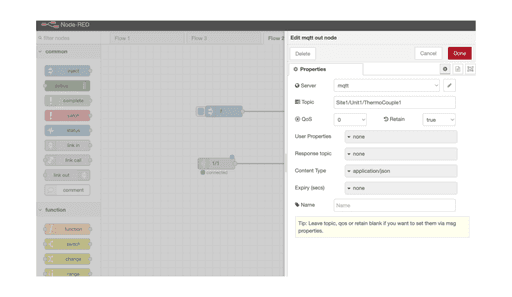 Node-RED
filter nodes
Flow 1
Flow 3
Edit mqtt out node
Delete
Cancel
Done
common
Properties
inject
debug
complete
catch
status
link in
link call
link out
comment
function
function
switch
change
range
1/1
connected
Server
mqtt
Topic
Site1/Unit1/ThermoCouple1
QoS
0
Retain
true
User Properties
none
Response topic
none
Content Type
application/json
Expiry (secs)
none
Name
Name
Tip: Leave topic, qos or retain blank if you want to set them via msg
properties.